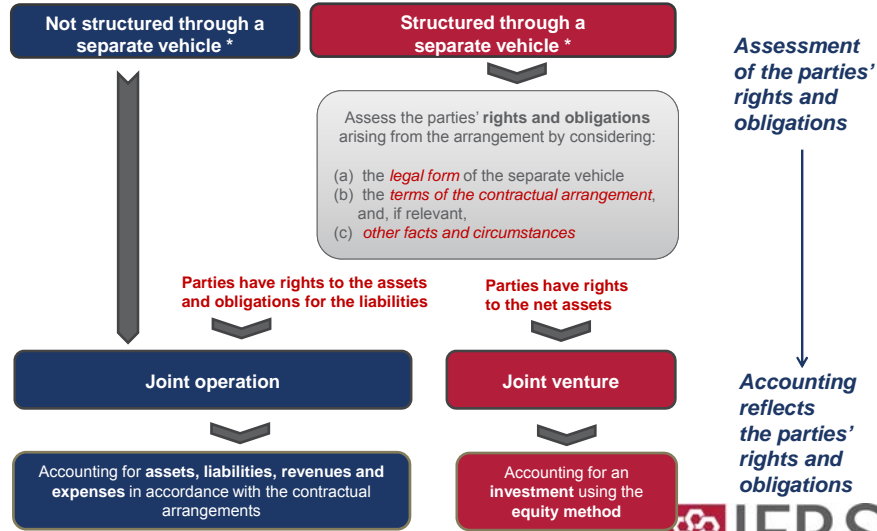 Not structured through a
separate vehicle *
Structured through a
separate vehicle *
Assessment
of the parties'
rights and
obligations
Assess the parties' rights and obligations
arising from the arrangement by considering:
(a) the legal form of the separate vehicle
(b) the terms of the contractual arrangement,
and, if relevant,
(c) other facts and circumstances
Parties have rights to the assets
and obligations for the liabilities
Parties have rights
to the net assets
Joint operation
Joint venture
Accounting
reflects
the parties'
rights and
obligations
Accounting for assets, liabilities, revenues and
expenses in accordance with the contractual
arrangements
Accounting for an
investment using the
equity method
IFRS